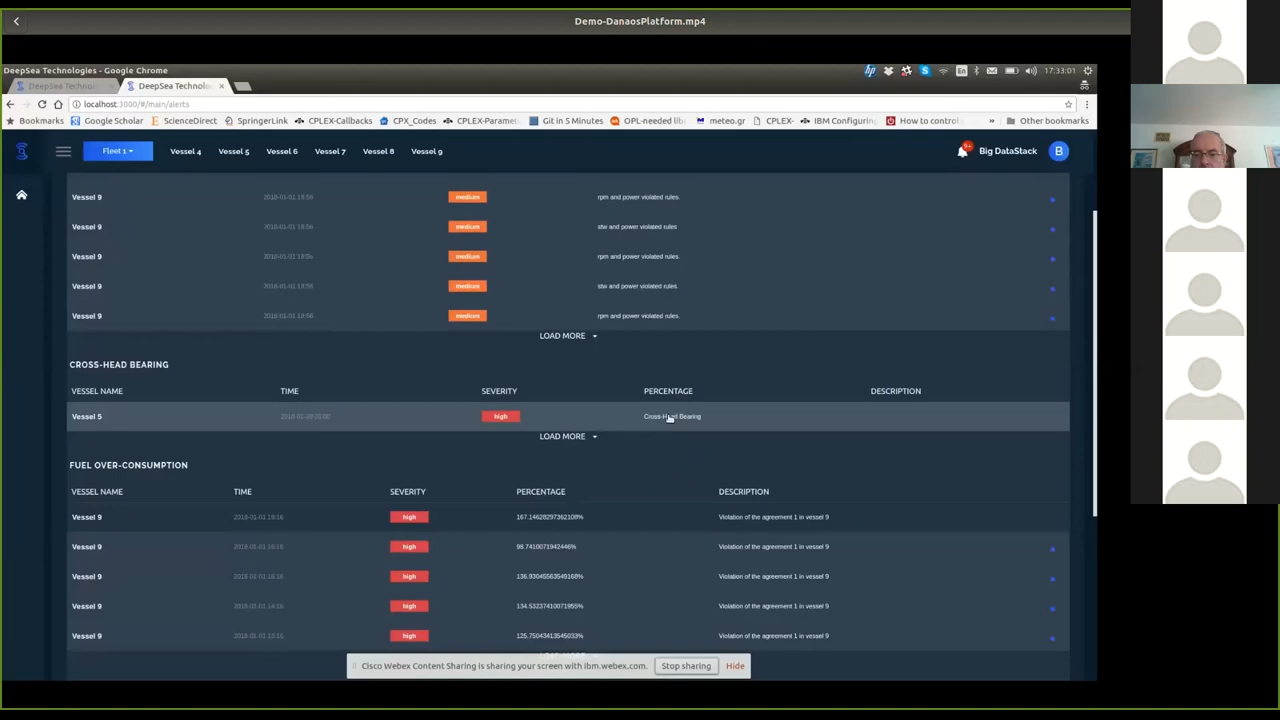 Demo-DanaosPlatform.mp4
DeepSea Technologies - Google Chrome
En 17:33:01
DeepSea Techno DeepSea Technolo
localhost:3000/#/main/alerts
Bookmarks Google Scholar ScienceDirect SpringerLink CPLEX-Callbacks CPX_Codes CPLEX-Parame Git in 5 Minutes OPL-needed lib meteo.gr CPLEX- IBM Configuring How to control » Other bookmarks
Fleet 1 Vessel 4 Vessel 5 Vessel 6 Vessel 7 Vessel 8 Vessel 9 9+ Big DataStack B
Vessel 9 medium rpm and power violated rules.
Vessel 9 medium stw and power violated rules
Vessel 9 medium rpm and power violated rules.
Vessel 9 medium stw and power violated rules.
Vessel 9 medium rpm and power violated rules.
LOAD MORE
CROSS-HEAD BEARING
VESSEL NAME TIME SEVERITY PERCENTAGE DESCRIPTION
Vessel 5 high Cross-Head Bearing
LOAD MORE
FUEL OVER-CONSUMPTION
VESSEL NAME TIME SEVERITY PERCENTAGE DESCRIPTION
Vessel 9 high Violation of the agreement 1 in vessel 9
Vessel 9 high Violation of the agreement 1 in vessel 9
Vessel 9 high Violation of the agreement 1 in vessel 9
Vessel 9 high Violation of the agreement 1 in vessel 9
Vessel 9 high Violation of the agreement 1 in vessel 9
Cisco Webex Content Sharing is sharing your screen with ibm.webex.com. Stop sharing Hide